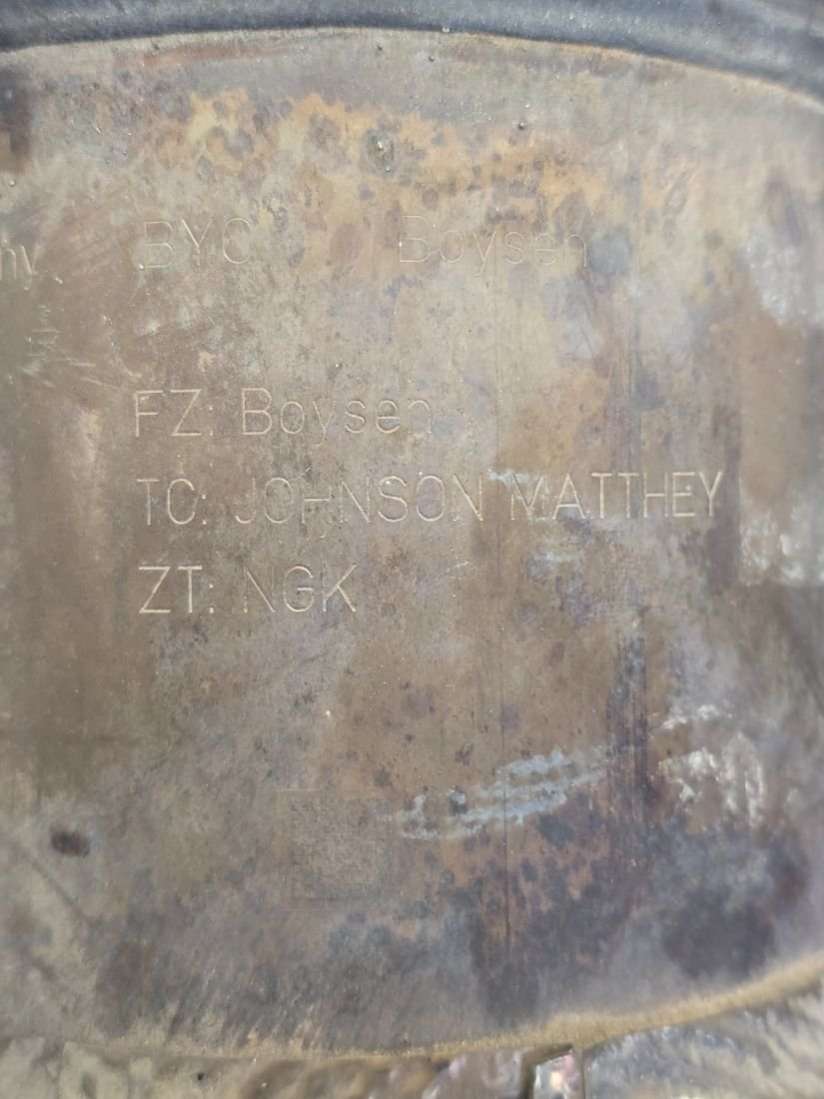 BYC Boysen
FZ: Boysen
TC: JOHNSON MATTHEY
ZT: NGK